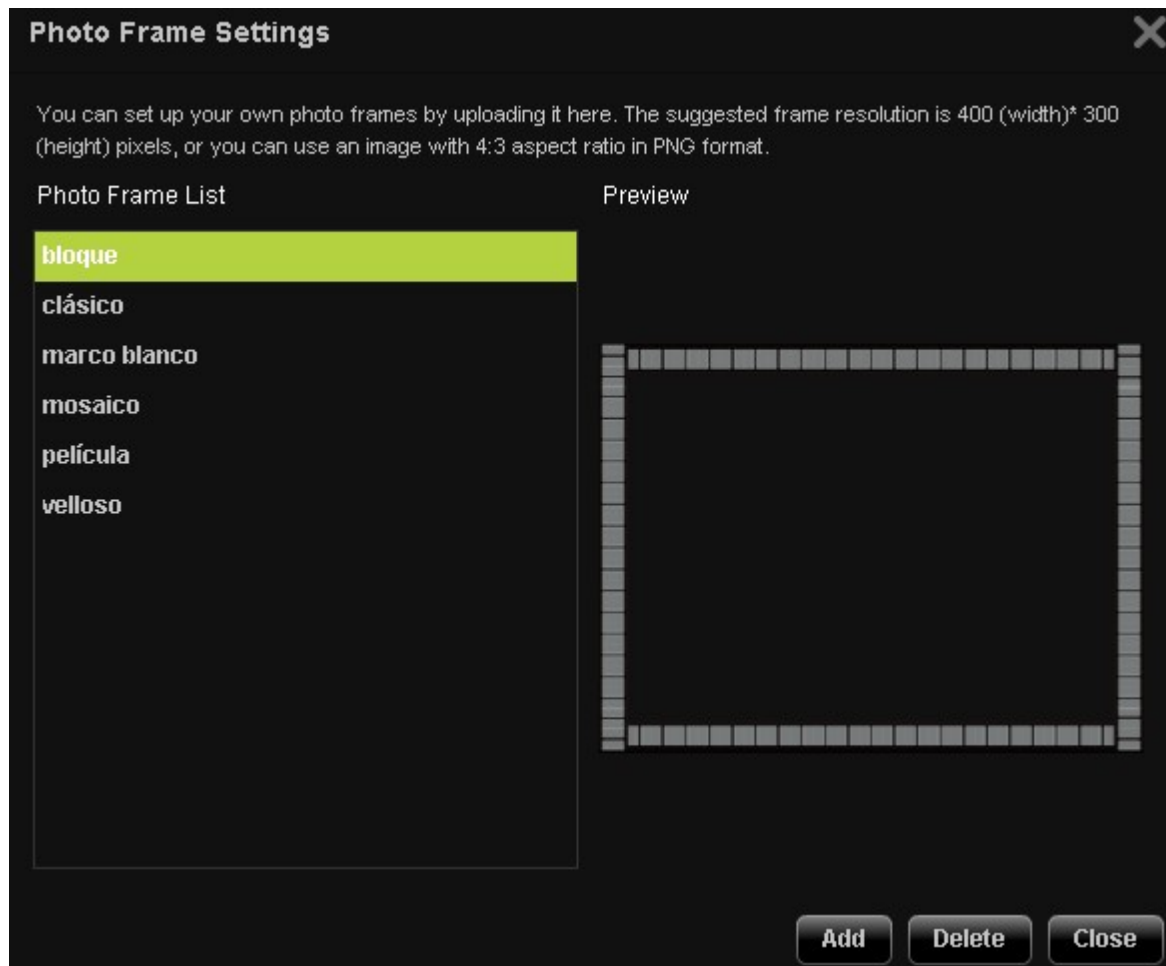 Photo Frame Settings
You can set up your own photo frames by uploading it here. The suggested frame resolution is 400 (width)* 300
(height) pixels, or you can use an image with 4:3 aspect ratio in PNG format.
Photo Frame List
Preview
bloque
clásico
marco blanco
mosaico
película
velloso
Add
Delete
Close